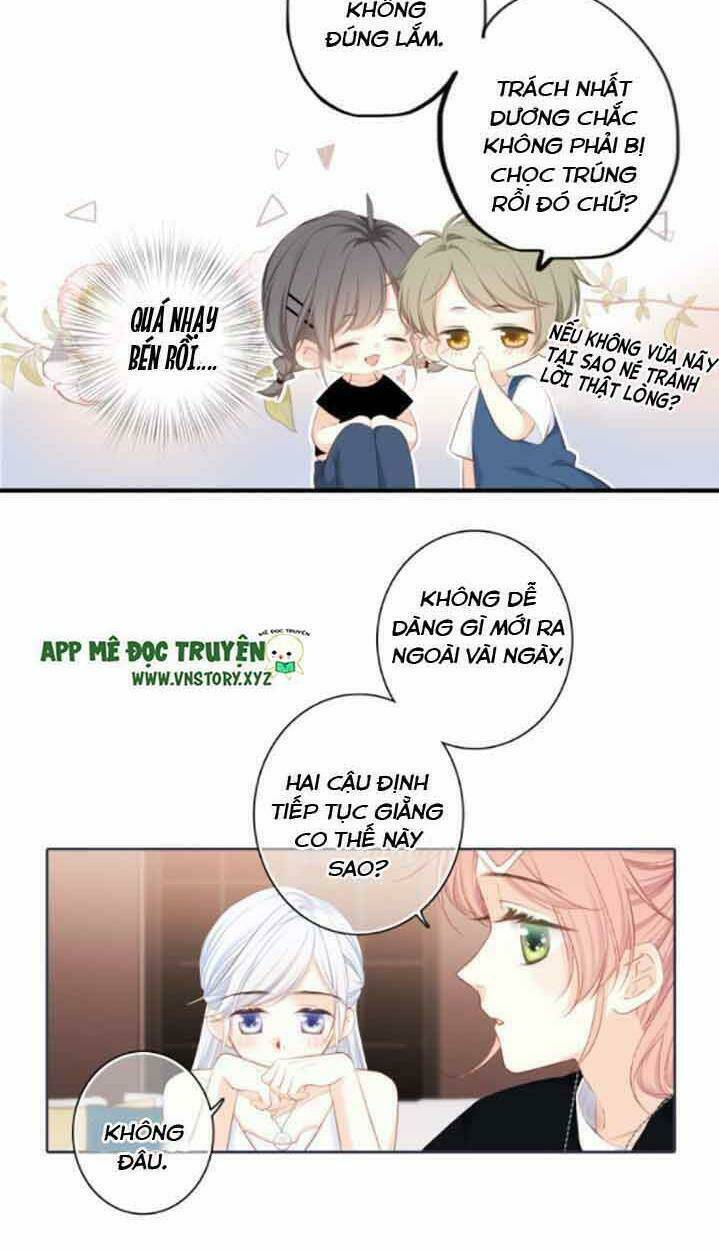 KHÔNG
ĐÚNG LẮM.
TRÁCH NHẤT
DƯƠNG CHẮC
KHÔNG PHẢI BỊ
CHỌC TRÚNG
RỒI ĐÓ CHỨ?
QUÁ NHẠY
BÉN RỒI....
NẾU KHÔNG VỪA NÃY
TẠI SAO NÉ TRÁNH
LỜI THẬT LÒNG?
KHÔNG DỄ
DÀNG GÌ MỚI RA
NGOÀI VÀI NGÀY,
MÊ ĐỌC TRUYỆN
APP MÊ ĐỌC TRUYỆN
WWW.VNSTORY.XYZ
HAI CẬU ĐỊNH
TIẾP TỤC GIẰNG
CO THẾ NÀY
SAO?
KHÔNG
ĐÂU.